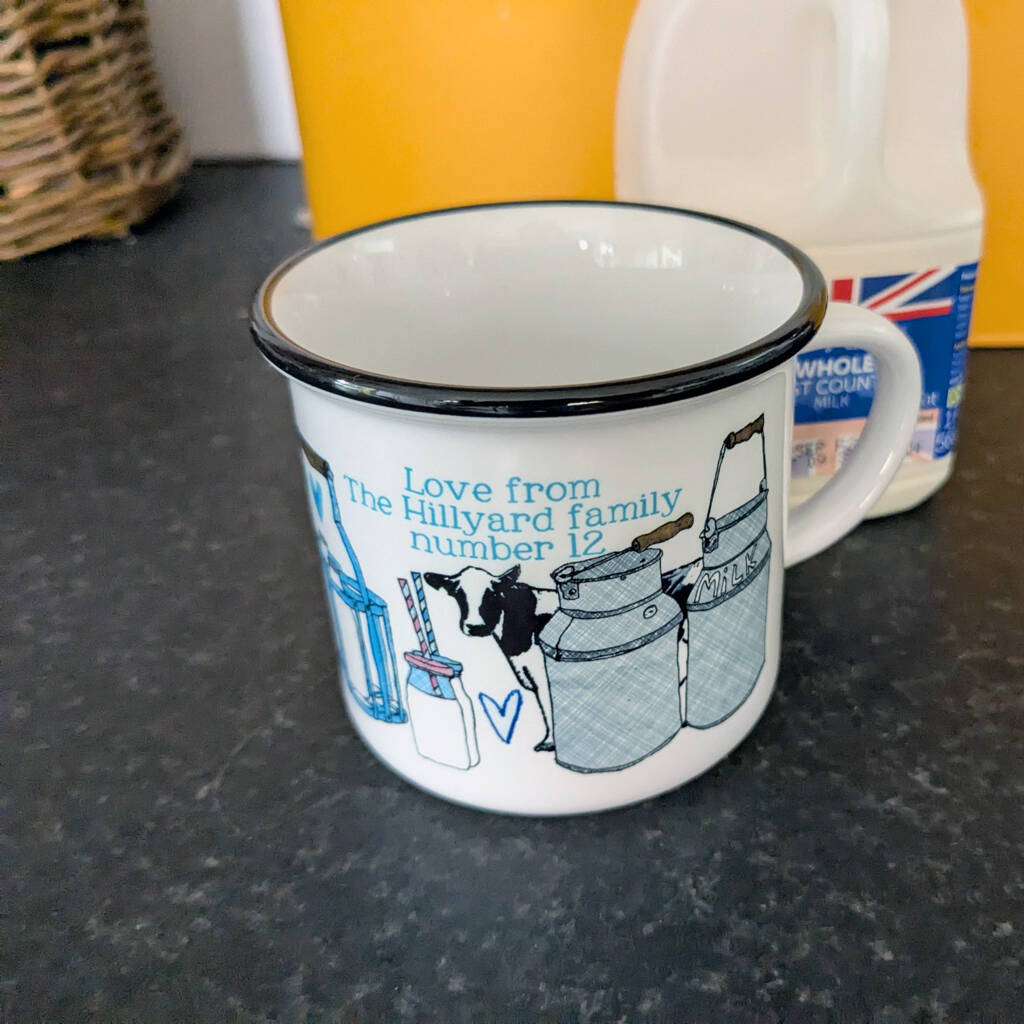 Love from
The Hillyard family
number 12
MILK
WHOLE
MILK